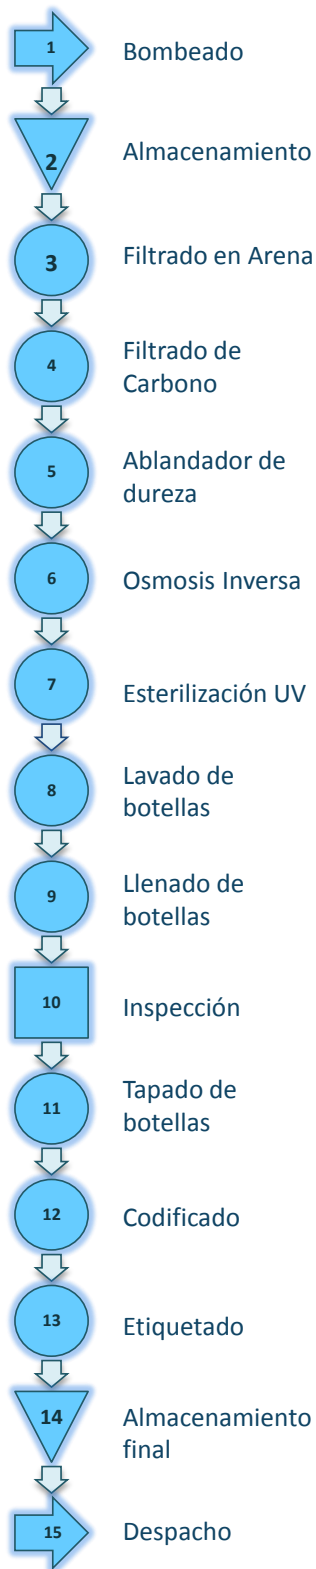 1 Bombeado
2 Almacenamiento
3 Filtrado en Arena
4 Filtrado de
Carbono
5 Ablandador de
dureza
6 Osmosis Inversa
7 Esterilización UV
8 Lavado de
botellas
9 Llenado de
botellas
10 Inspección
11 Tapado de
botellas
12 Codificado
13 Etiquetado
14 Almacenamiento
final
15 Despacho